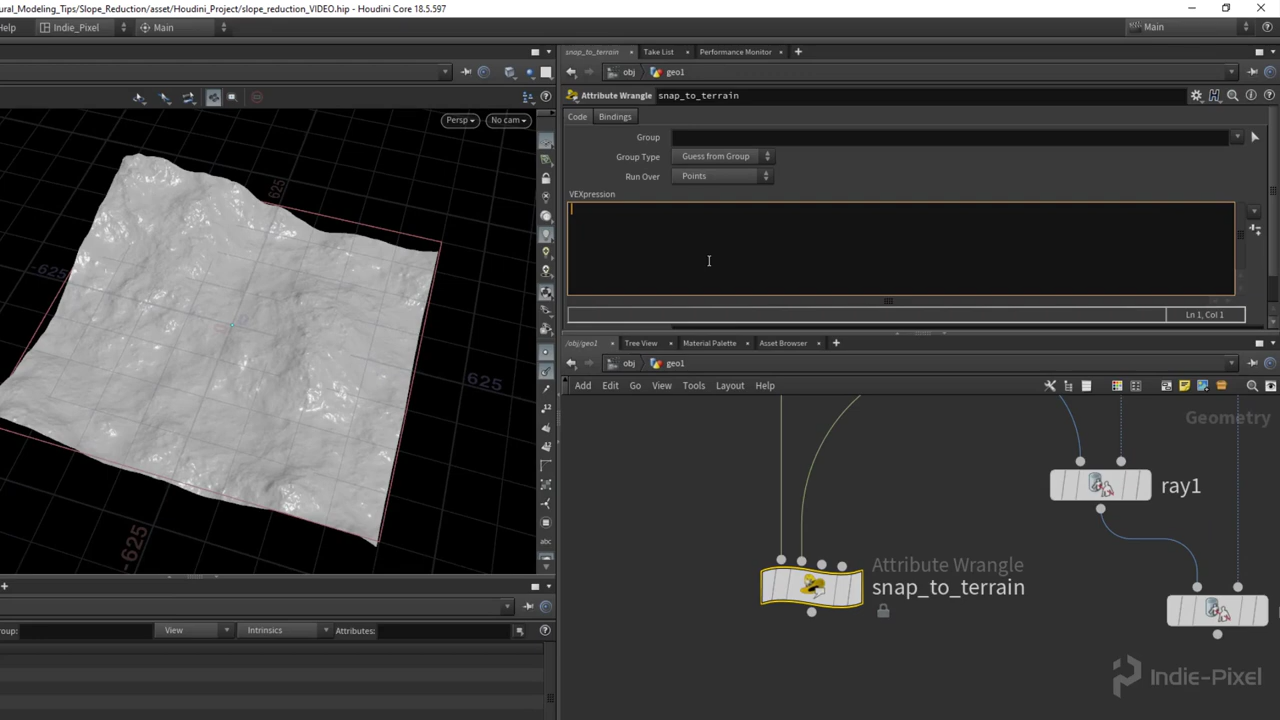 ural_Modeling_Tips/Slope_Reduction/asset/Houdini_Project/slope_reduction_VIDEO.hip - Houdini Core 18.5.597
Help
Indie_Pixel
Main
Main
snap_to_terrain
Take List
Performance Monitor
obj
geo1
Attribute Wrangle
snap_to_terrain
Code
Bindings
Persp
No cam
Group
Group Type
Guess from Group
Run Over
Points
VEXpression
625
-625
625
-625
Ln 1, Col 1
/obj/geo1
Tree View
Material Palette
Asset Browser
obj
geo1
Add
Edit
Go
View
Tools
Layout
Help
Geometry
ray1
Attribute Wrangle
snap_to_terrain
roup:
View
Intrinsics
Attributes:
abc
Indie-Pixel